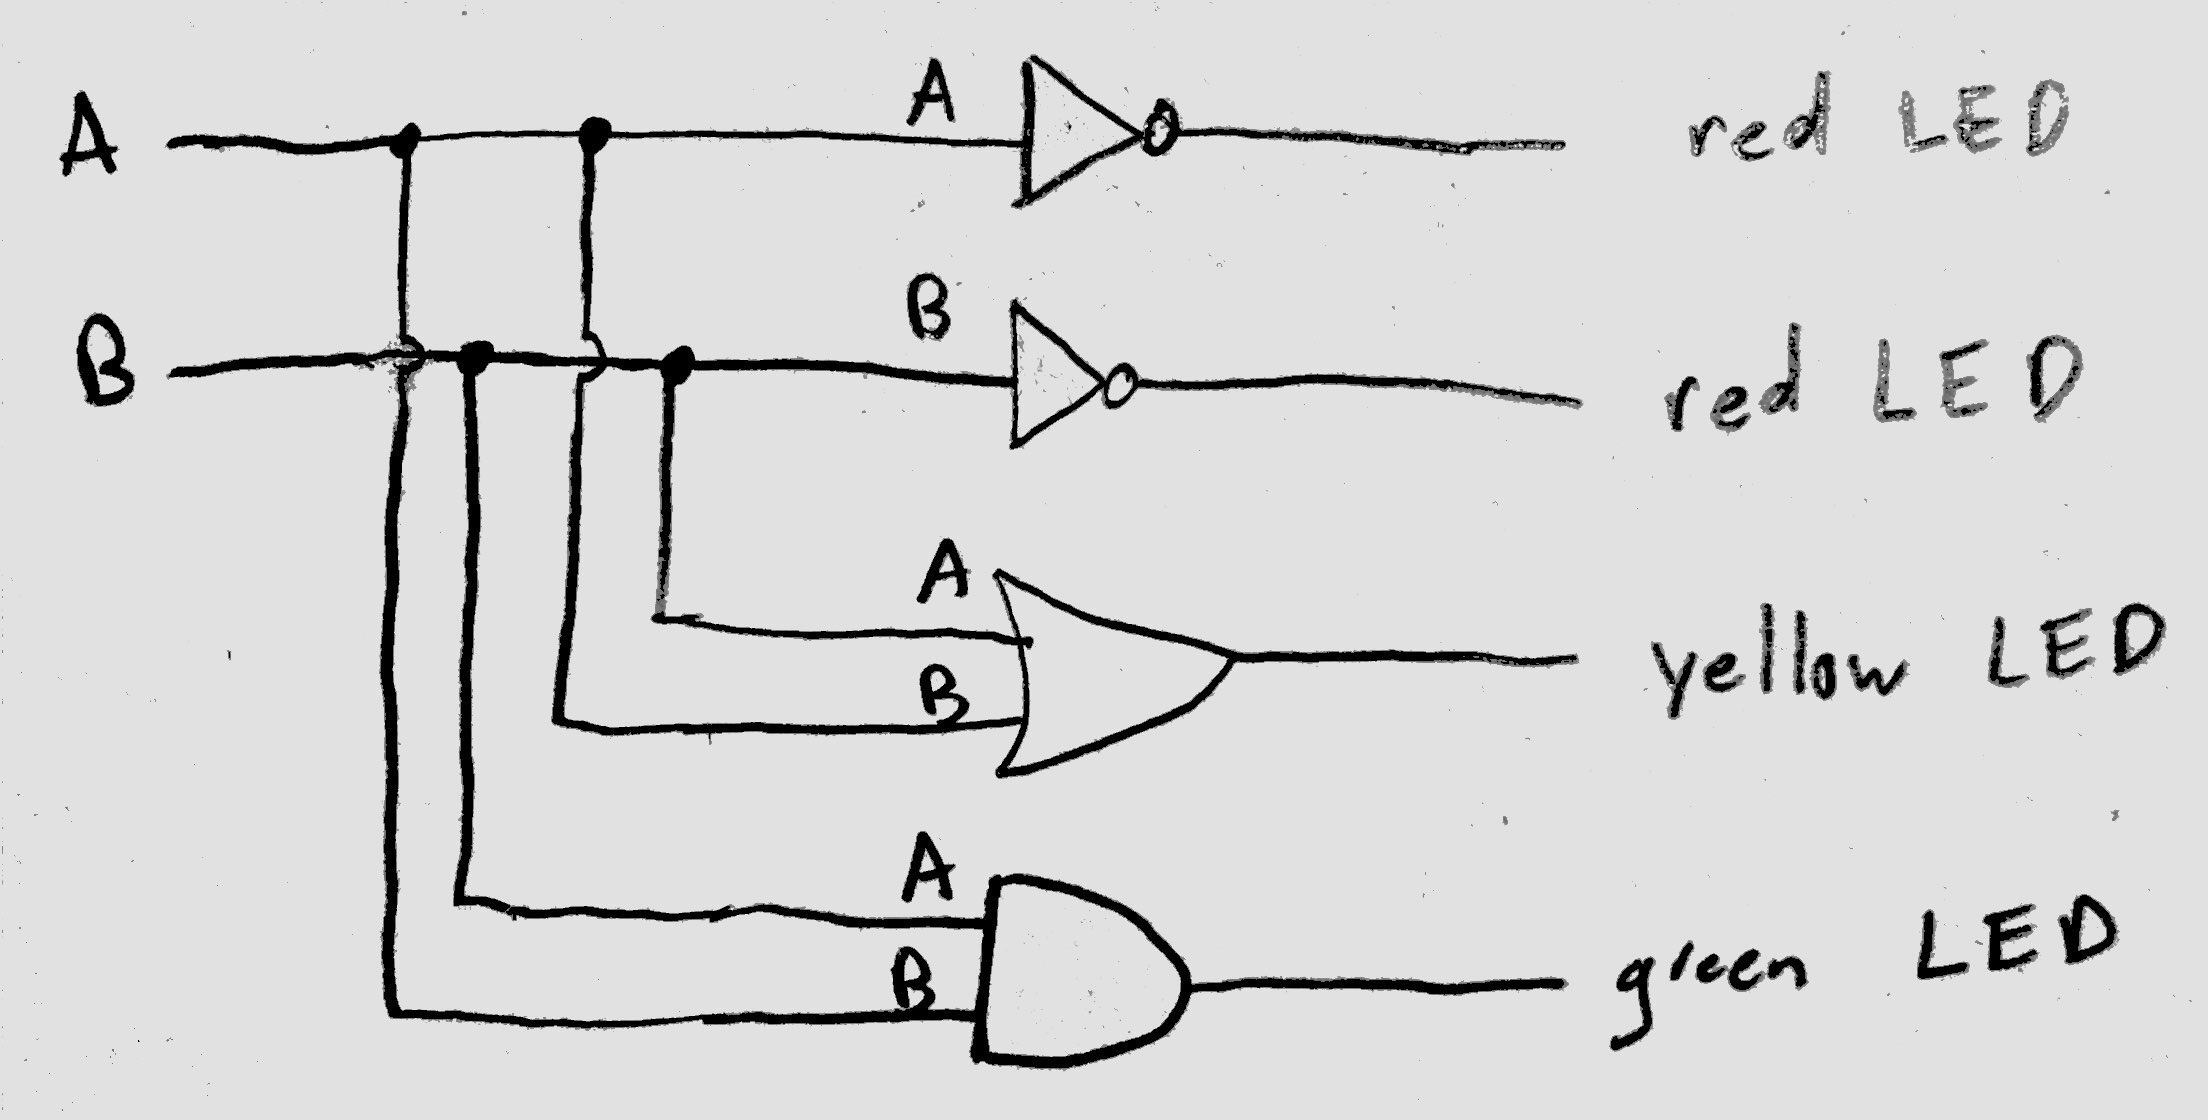 A A red LED
B B red LED
A
B yellow LED
A
B green LED